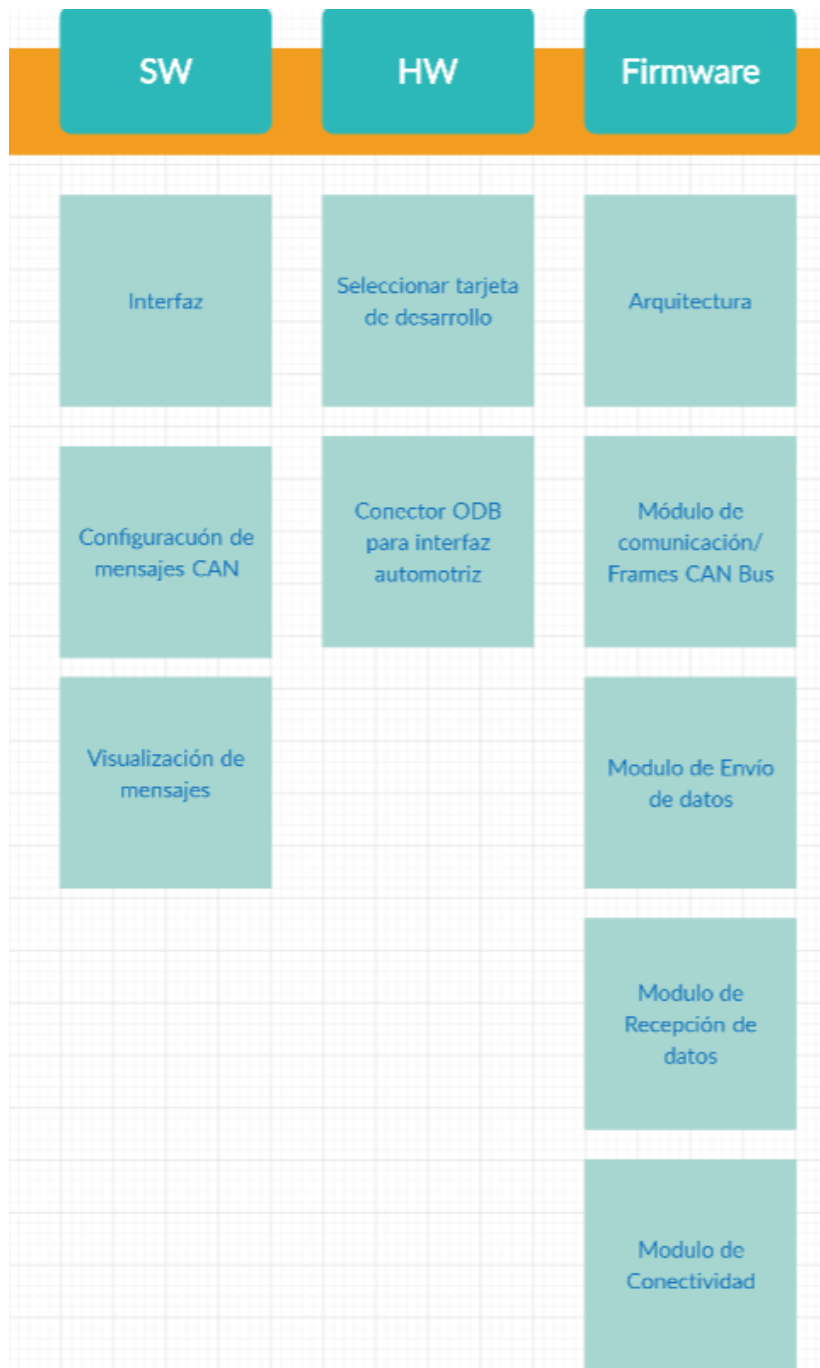 SW
HW
Firmware
Interfaz
Seleccionar tarjeta
de desarrollo
Arquitectura
Configuracuón de
mensajes CAN
Conector ODB
para interfaz
automotriz
Módulo de
comunicación/
Frames CAN Bus
Visualización de
mensajes
Modulo de Envío
de datos
Modulo de
Recepción de
datos
Modulo de
Conectividad